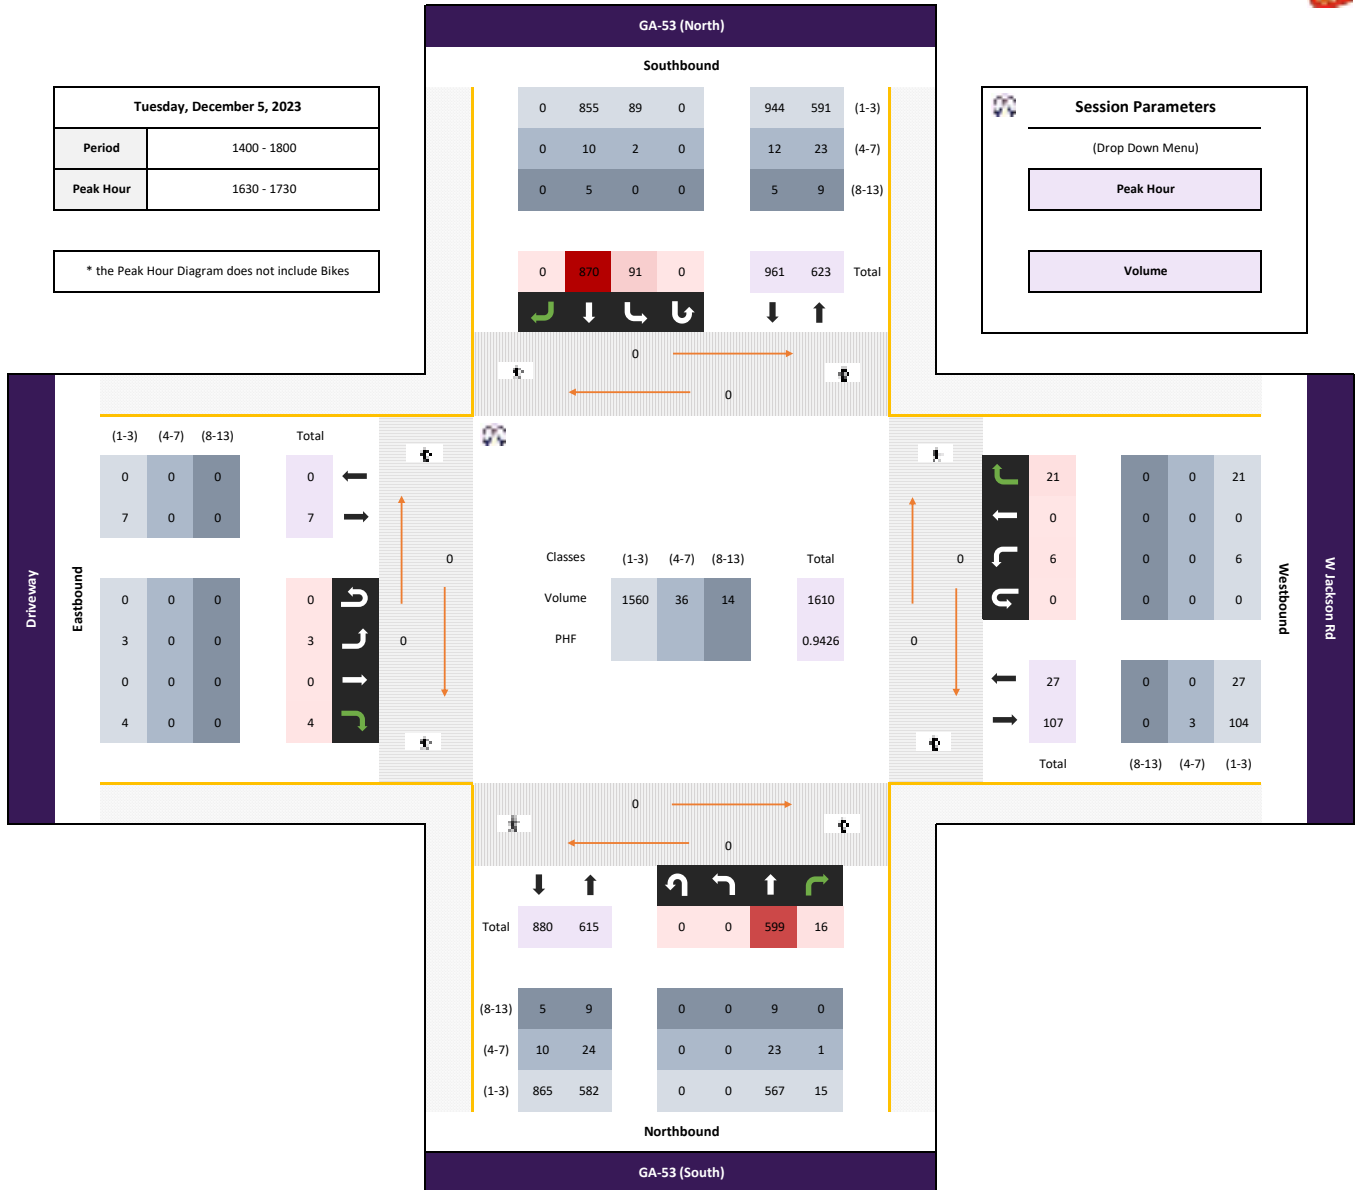 GA-53 (North)
Southbound
Tuesday, December 5, 2023
Period 1400 - 1800
Peak Hour 1630 - 1730
* the Peak Hour Diagram does not include Bikes
Session Parameters
(Drop Down Menu)
Peak Hour
Volume
0 855 89 0 944 591 (1-3)
0 10 2 0 12 23 (4-7)
0 5 0 0 5 9 (8-13)
0 870 91 0 961 623 Total
0
0
Driveway
Eastbound
(1-3) (4-7) (8-13) Total
0 0 0 0
7 0 0 7
0 0 0 0
3 0 0 3
0 0 0 0
4 0 0 4
0
0
Classes (1-3) (4-7) (8-13) Total
Volume 1560 36 14 1610
PHF 0.9426
0
0
21 0 0 21
0 0 0 0
6 0 0 6
0 0 0 0
27 0 0 27
107 0 3 104
Total (8-13) (4-7) (1-3)
Westbound
W Jackson Rd
0
0
Total 880 615 0 0 599 16
(8-13) 5 9 0 0 9 0
(4-7) 10 24 0 0 23 1
(1-3) 865 582 0 0 567 15
Northbound
GA-53 (South)